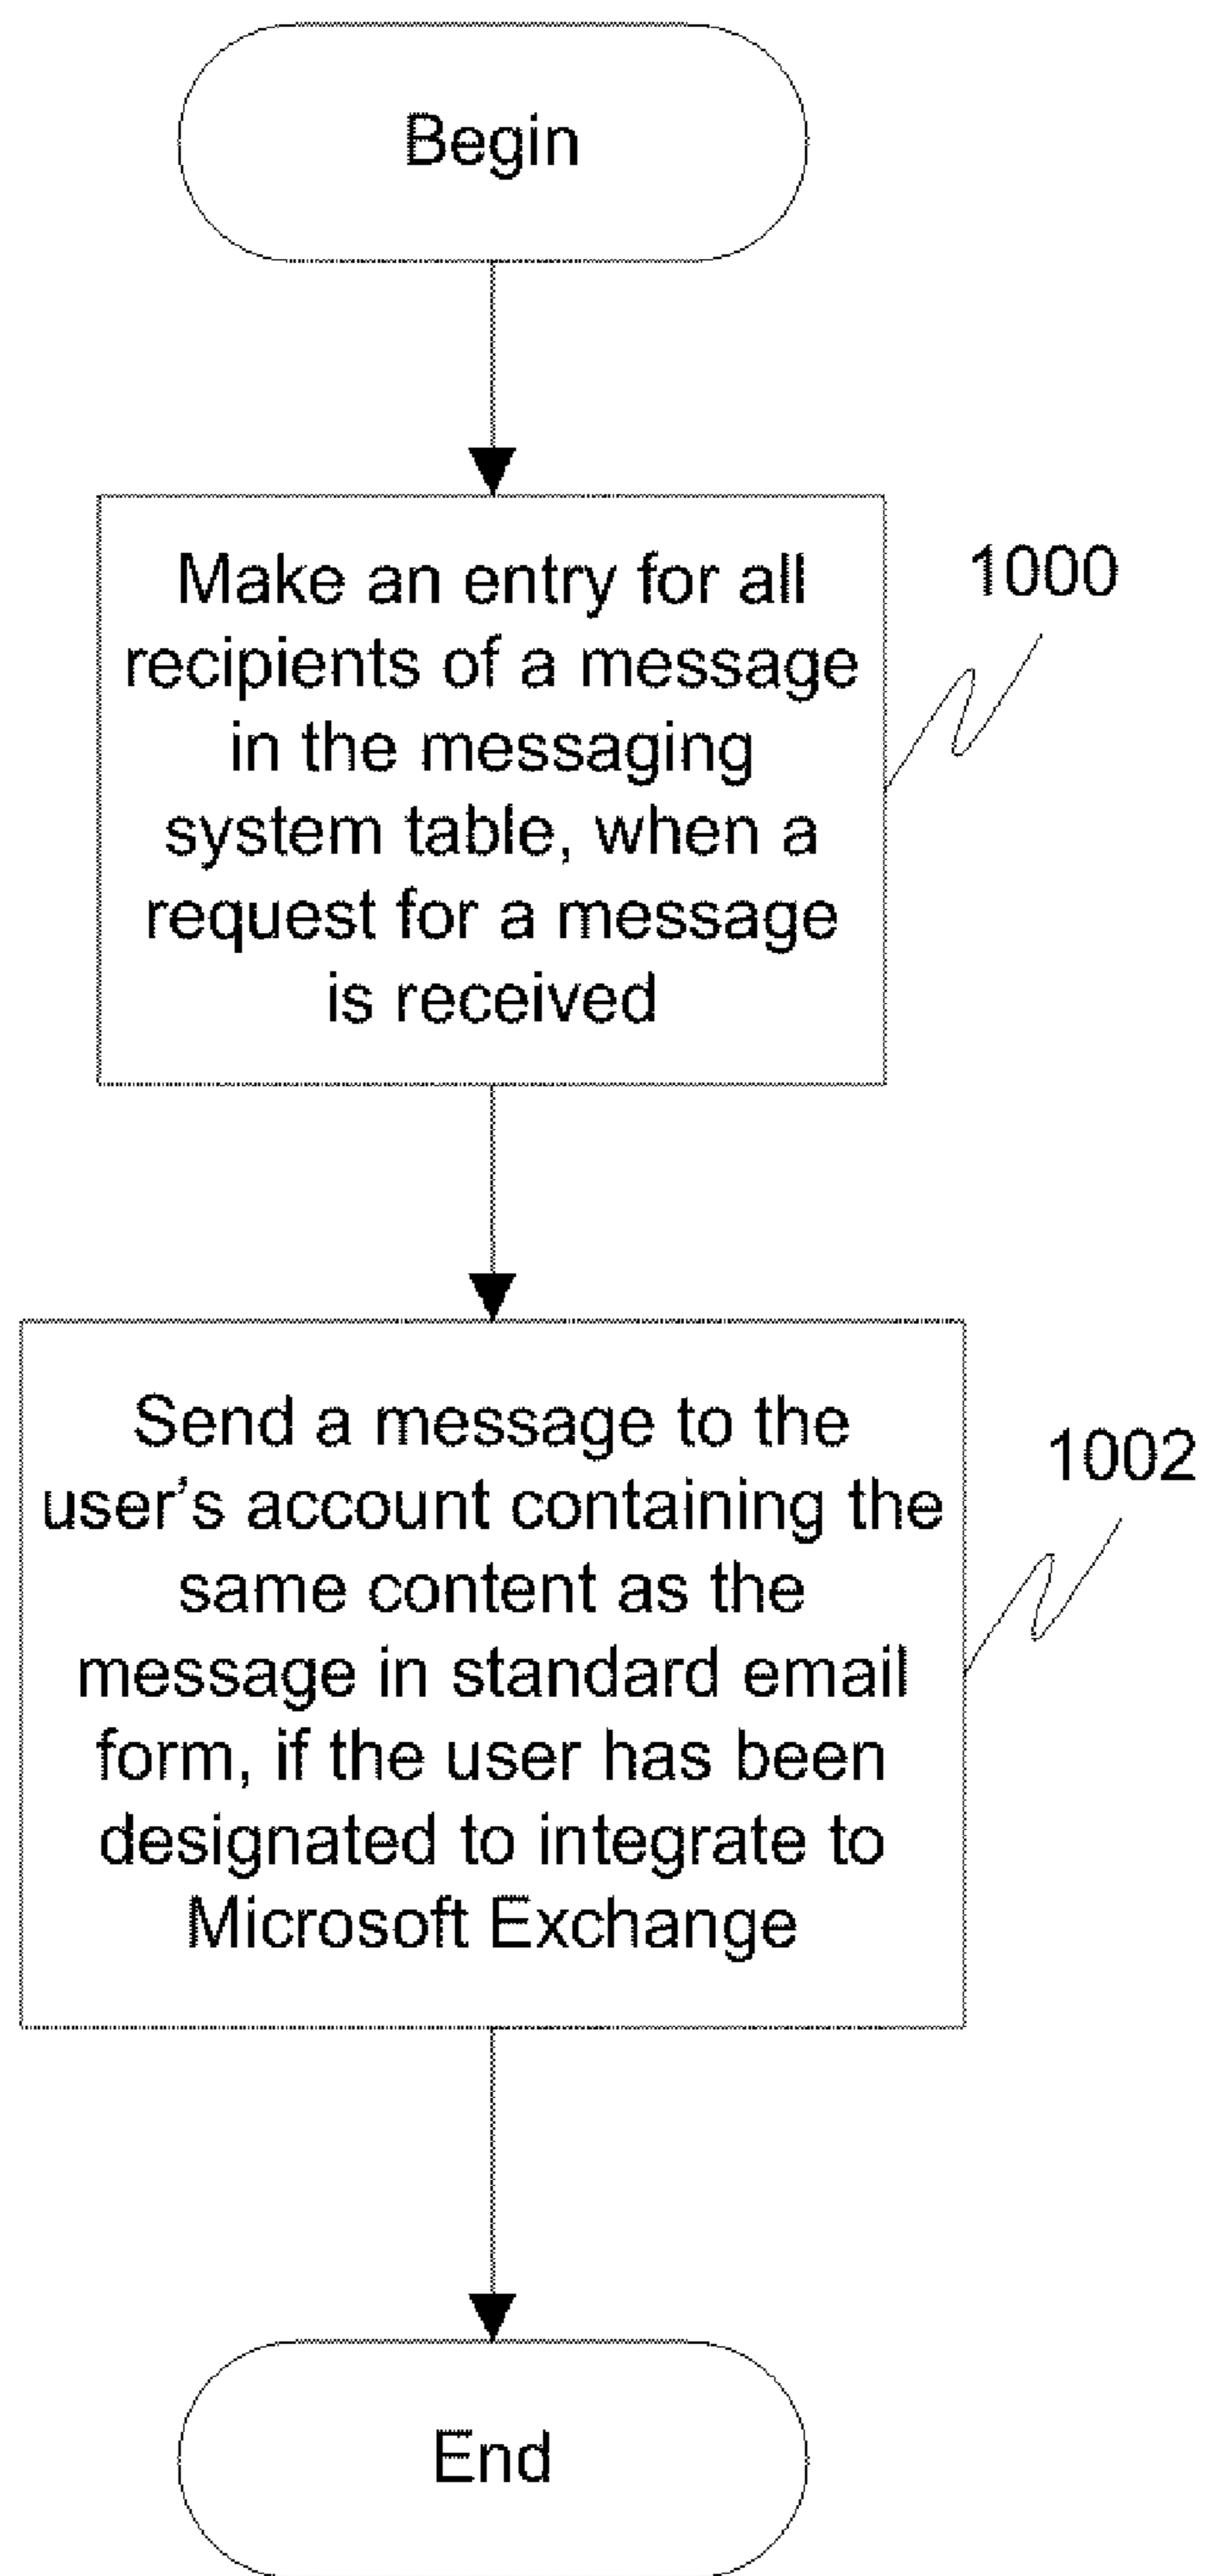 Begin
Make an entry for all
recipients of a message
in the messaging
system table, when a
request for a message
is received
1000
Send a message to the
user’s account containing the
same content as the
message in standard email
form, if the user has been
designated to integrate to
Microsoft Exchange
1002
End